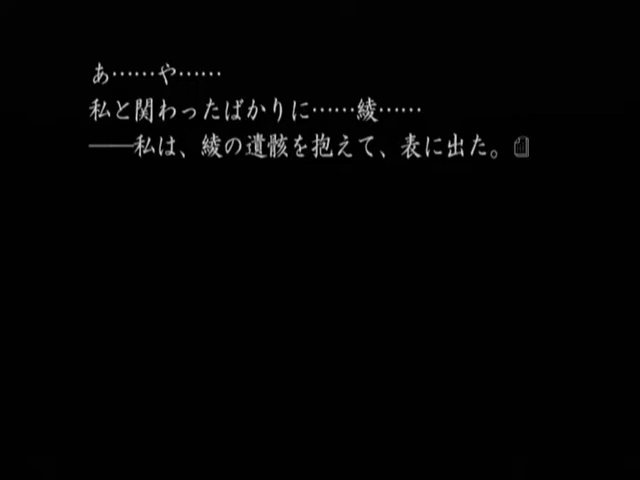 あ……や……
私と関わったばかりに……綾……
――私は、綾の遺骸を抱えて、表に出た。